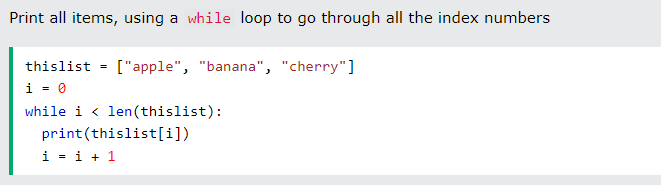 Print all items, using a while loop to go through all the index numbers
thislist = ["apple", "banana", "cherry"]
i = 0
while i < len(thislist):
  print(thislist[i])
  i = i + 1